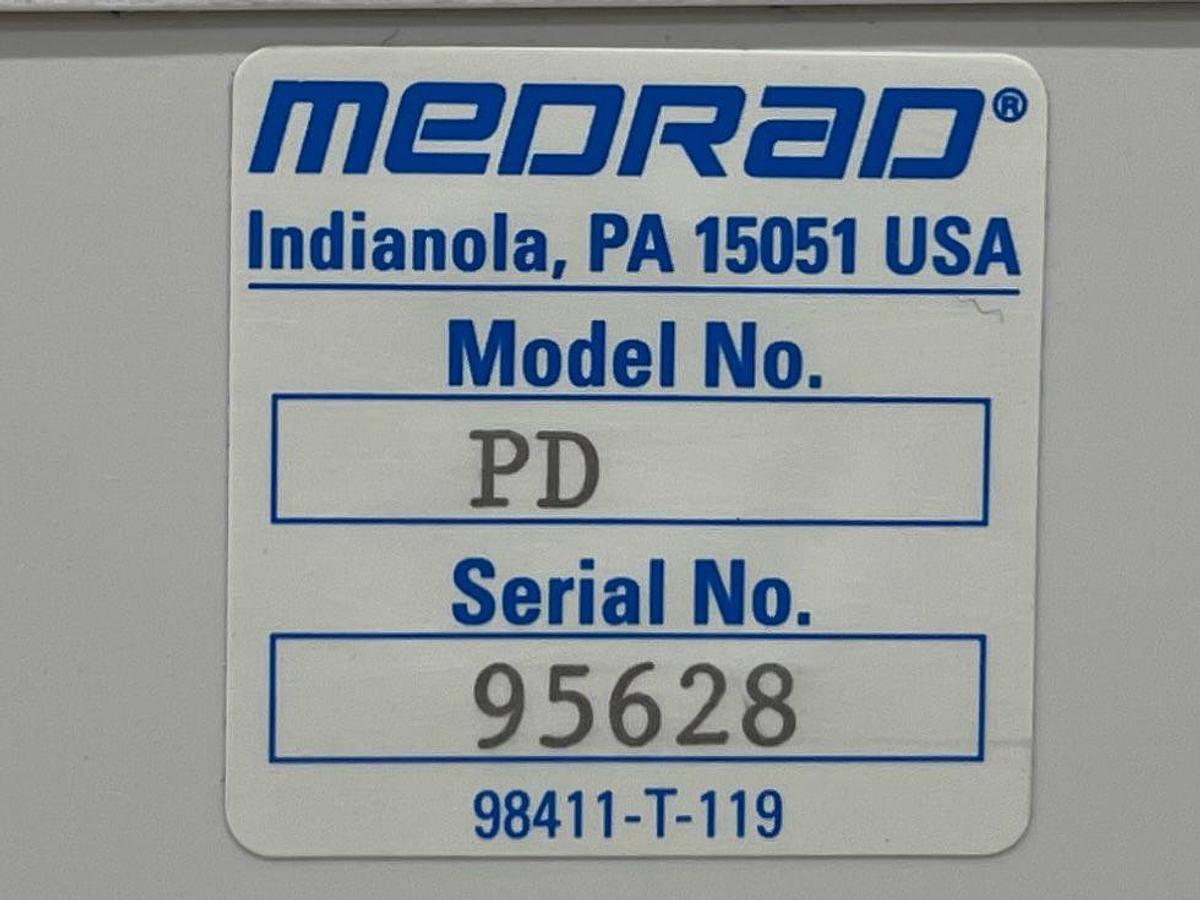 MEDRAD®
Indianola, PA 15051 USA
Model No.
PD
Serial No.
95628
98411-T-119